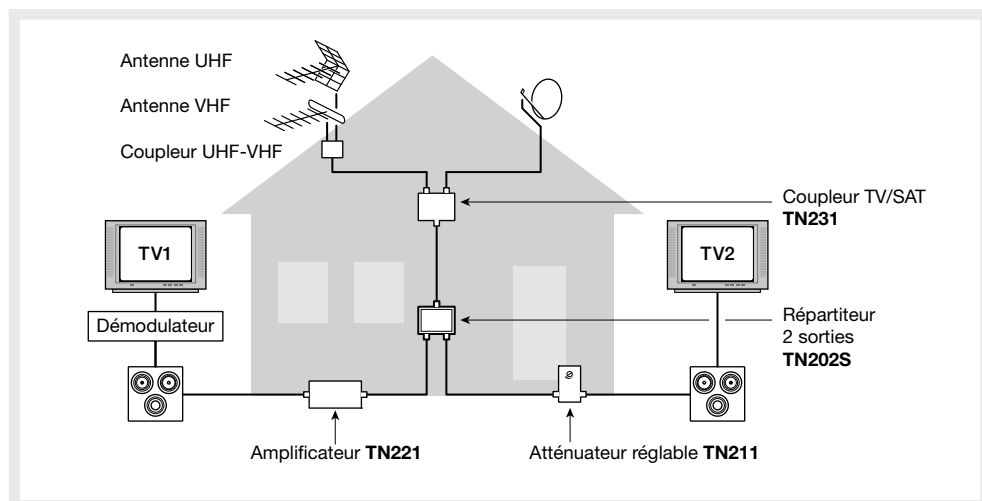 Antenne UHF
Antenne VHF
Coupleur UHF-VHF
Coupleur TV/SAT
TN231
TV1
TV2
Démodulateur
Répartiteur
2 sorties
TN202S
Amplificateur TN221
Atténuateur réglable TN211